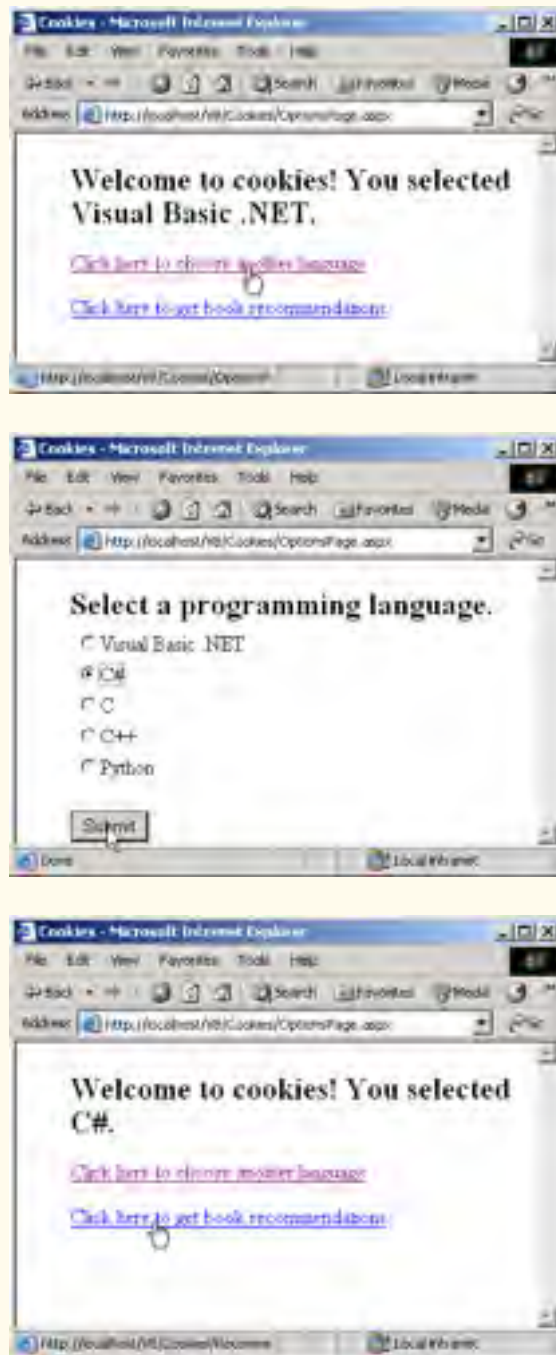 Cookies - Microsoft Internet Explorer
File Edit View Favorites Tools Help
Back Search Favorites Media
Address http://localhost/VB/Cookies/OptionsPage.aspx Go
Welcome to cookies! You selected
Visual Basic .NET.
Click here to choose another language
Click here to get book recommendations
Local intranet
Cookies - Microsoft Internet Explorer
File Edit View Favorites Tools Help
Back Search Favorites Media
Address http://localhost/VB/Cookies/OptionsPage.aspx Go
Select a programming language.
Visual Basic .NET
C#
C
C++
Python
Submit
Done Local intranet
Cookies - Microsoft Internet Explorer
File Edit View Favorites Tools Help
Back Search Favorites Media
Address http://localhost/VB/Cookies/OptionsPage.aspx Go
Welcome to cookies! You selected
C#.
Click here to choose another language
Click here to get book recommendations
Local intranet